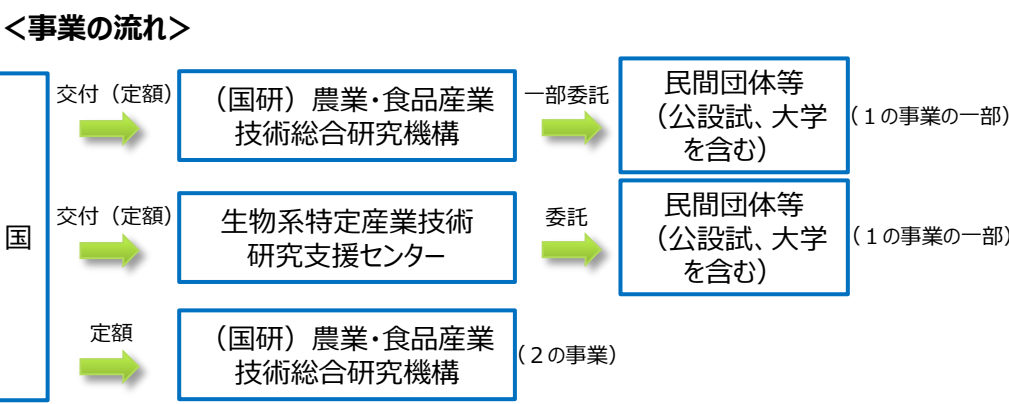 ＜事業の流れ＞
国
交付（定額）
（国研）農業・食品産業
技術総合研究機構
一部委託
民間団体等
（公設試、大学
を含む）
（１の事業の一部）
交付（定額）
生物系特定産業技術
研究支援センター
委託
民間団体等
（公設試、大学
を含む）
（１の事業の一部）
定額
（国研）農業・食品産業
技術総合研究機構
（２の事業）